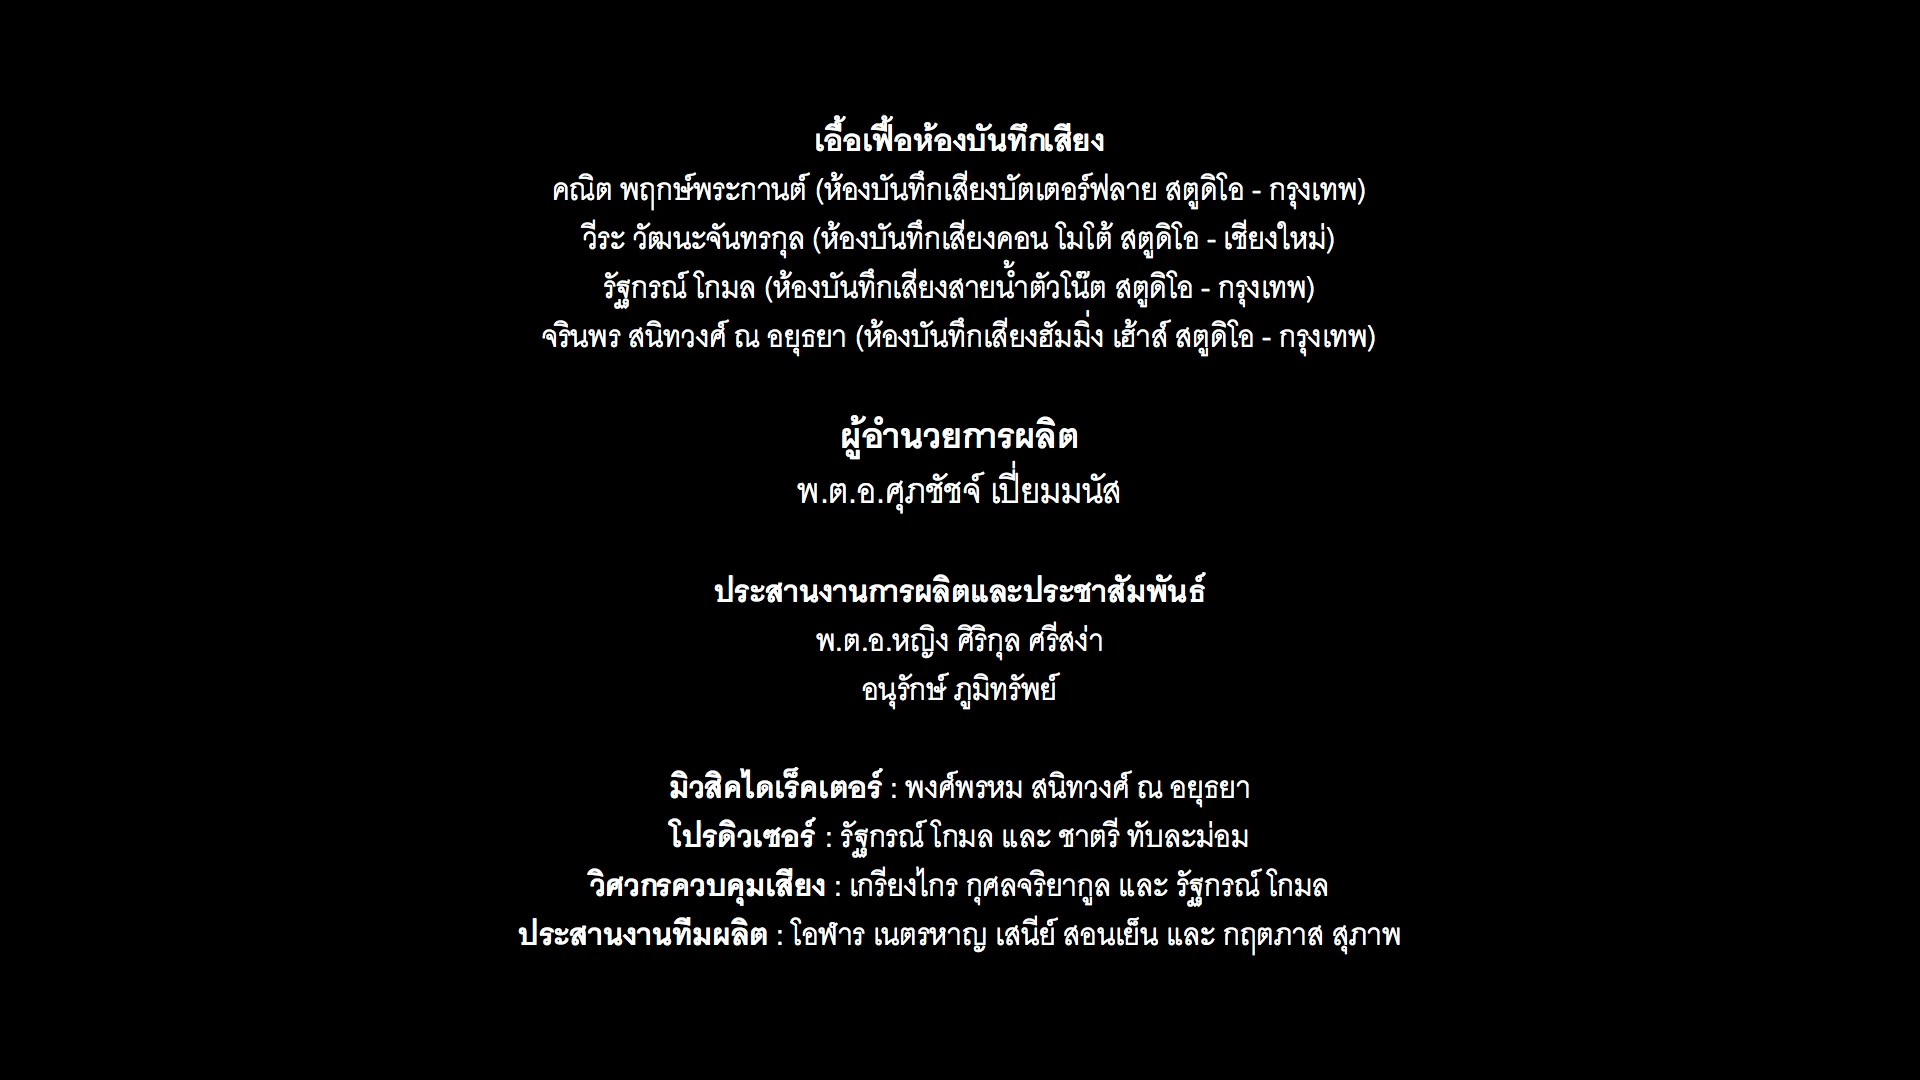 เอื้อเฟื้อห้องบันทึกเสียง
คณิต พฤกษ์พระกานต์ (ห้องบันทึกเสียงบัตเตอร์ฟลาย สตูดิโอ - กรุงเทพ)
วีระ วัฒนะจันทรกุล (ห้องบันทึกเสียงคอน โมโต้ สตูดิโอ - เชียงใหม่)
รัฐกรณ์ โกมล (ห้องบันทึกเสียงสายน้ำตัวโน๊ต สตูดิโอ - กรุงเทพ)
จรินพร สนิทวงศ์ ณ อยุธยา (ห้องบันทึกเสียงฮัมมิ่ง เฮ้าส์ สตูดิโอ - กรุงเทพ)
ผู้อำนวยการผลิต
พ.ต.อ.ศุภชัชจ์ เปี่ยมมนัส
ประสานงานการผลิตและประชาสัมพันธ์
พ.ต.อ.หญิง ศิริกุล ศรีสง่า
อนุรักษ์ ภูมิทรัพย์
มิวสิคไดเร็คเตอร์ : พงศ์พรหม สนิทวงศ์ ณ อยุธยา
โปรดิวเซอร์ : รัฐกรณ์ โกมล และ ชาตรี ทับละม่อม
วิศวกรควบคุมเสียง : เกรียงไกร กุศลจริยากูล และ รัฐกรณ์ โกมล
ประสานงานทีมผลิต : โอฬาร เนตรหาญ เสนีย์ สอนเย็น และ กฤตภาส สุภาพ